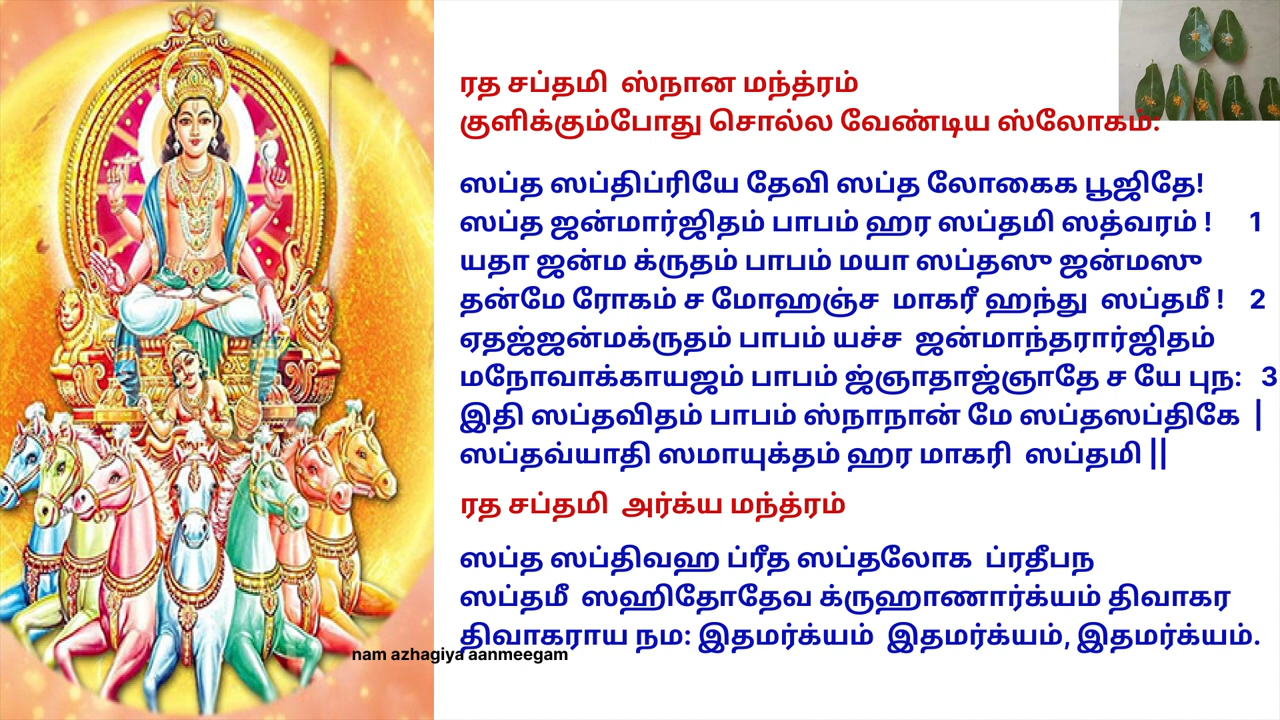 ரத சப்தமி ஸ்நான மந்த்ரம்
குளிக்கும்போது சொல்ல வேண்டிய ஸ்லோகம்:
ஸப்த ஸப்திப்ரியே தேவி ஸப்த லோகைக பூஜிதே!
ஸப்த ஜன்மார்ஜிதம் பாபம் ஹர ஸப்தமி ஸத்வரம் ! 1
யதா ஜன்ம க்ருதம் பாபம் மயா ஸப்தஸு ஜன்மஸு
தன்மே ரோகம் ச மோஹஞ்ச மாகரீ ஹந்து ஸப்தமீ ! 2
ஏதஜ்ஜன்மக்ருதம் பாபம் யச்ச ஜன்மாந்தரார்ஜிதம்
மநோவாக்காயஜம் பாபம் ஜ்ஞாதாஜ்ஞாதே ச யே புந: 3
இதி ஸப்தவிதம் பாபம் ஸ்நாநான் மே ஸப்தஸப்திகே |
ஸப்தவ்யாதி ஸமாயுக்தம் ஹர மாகரி ஸப்தமி ||
ரத சப்தமி அர்க்ய மந்த்ரம்
ஸப்த ஸப்திவஹ ப்ரீத ஸப்தலோக ப்ரதீபந
ஸப்தமீ ஸஹிதோதேவ க்ருஹாணார்க்யம் திவாகர
திவாகராய நம: இதமர்க்யம் இதமர்க்யம், இதமர்க்யம்.
nam azhagiya aanmeegam